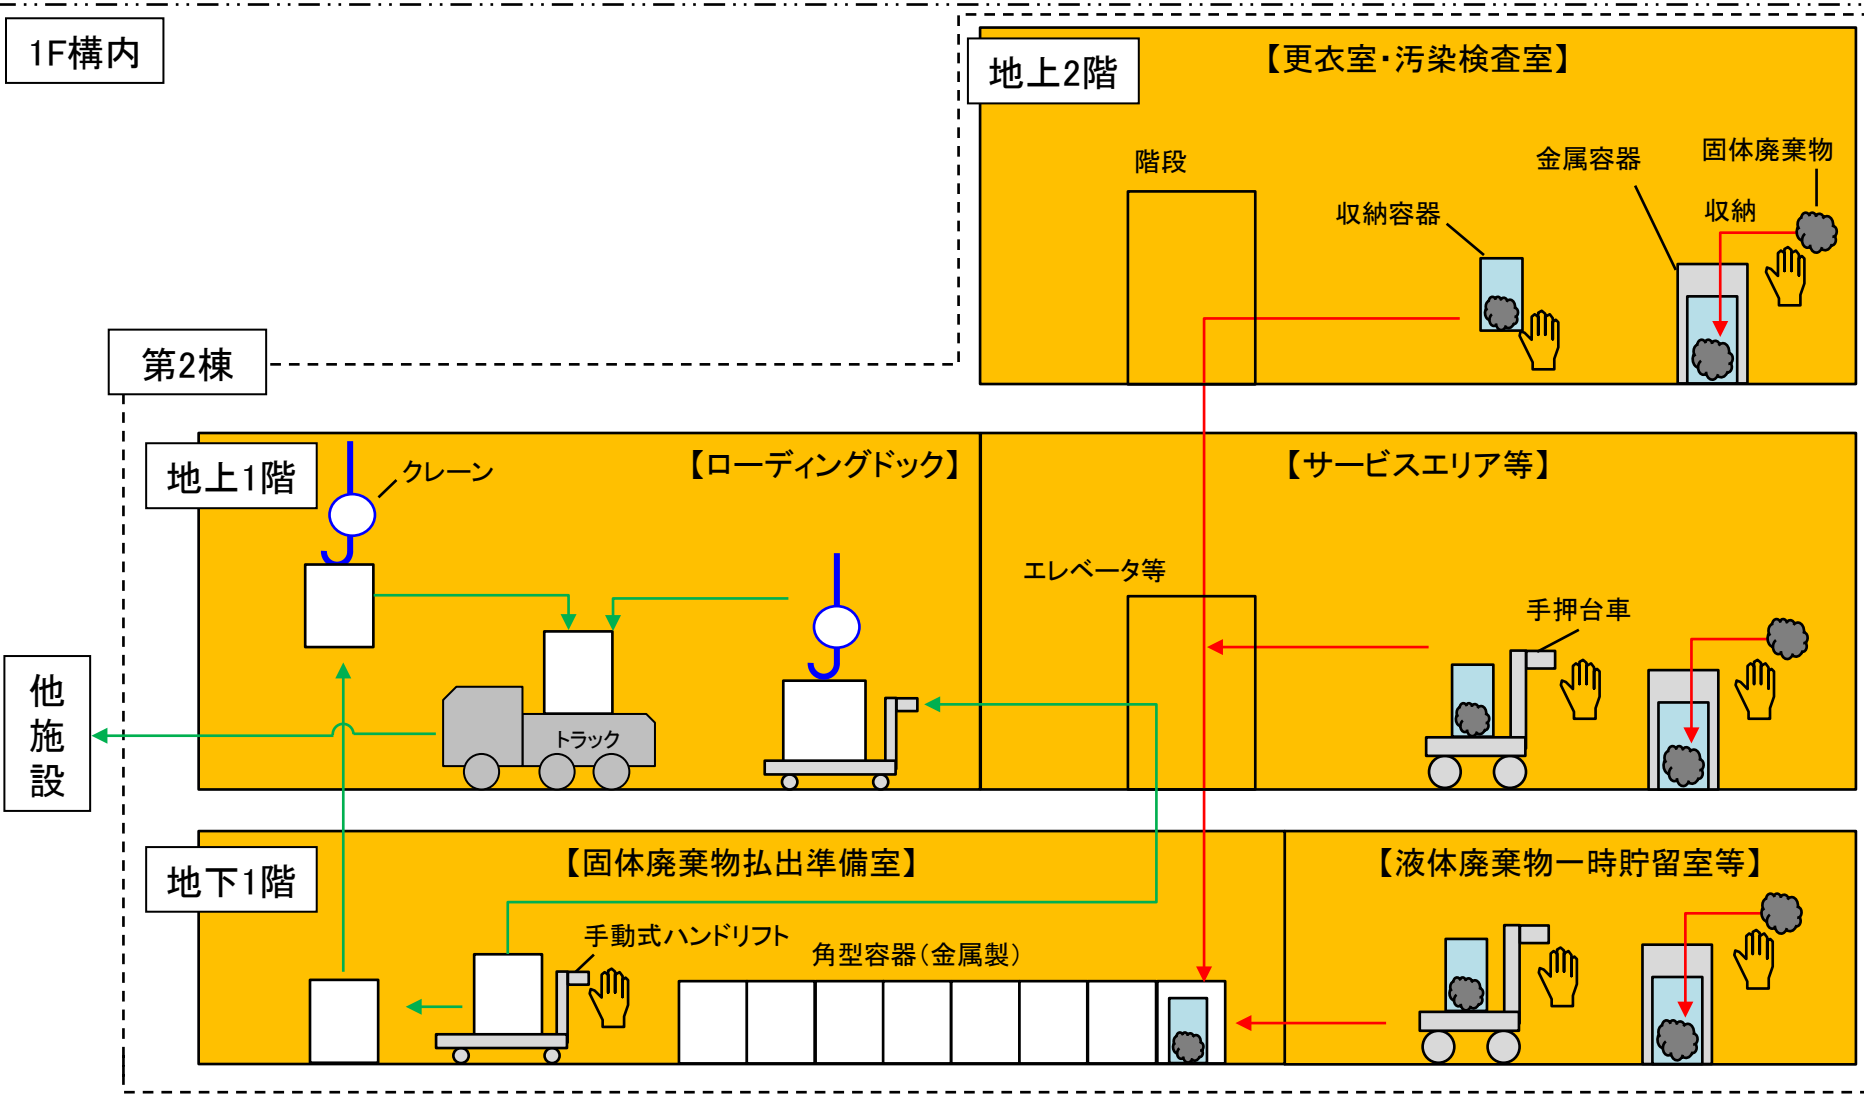 1F構内
地上2階
【更衣室・汚染検査室】
階段
収納容器
金属容器
固体廃棄物
収納
第2棟
地上1階
クレーン
【ローディングドック】
【サービスエリア等】
エレベータ等
手押台車
他施設
トラック
地下1階
【固体廃棄物払出準備室】
【液体廃棄物一時貯留室等】
手動式ハンドリフト
角型容器(金属製)